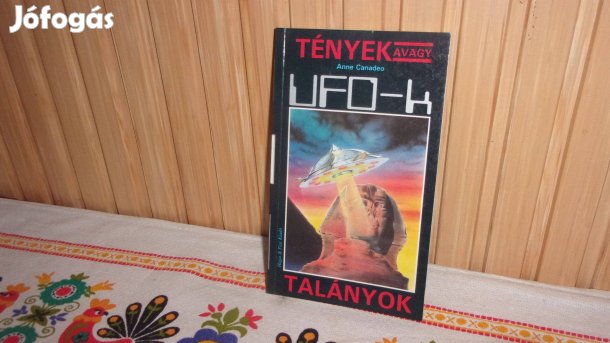 Jófogás
TÉNYEK AVAGY
Anne Canadeo
UFO-k
TALÁNYOK